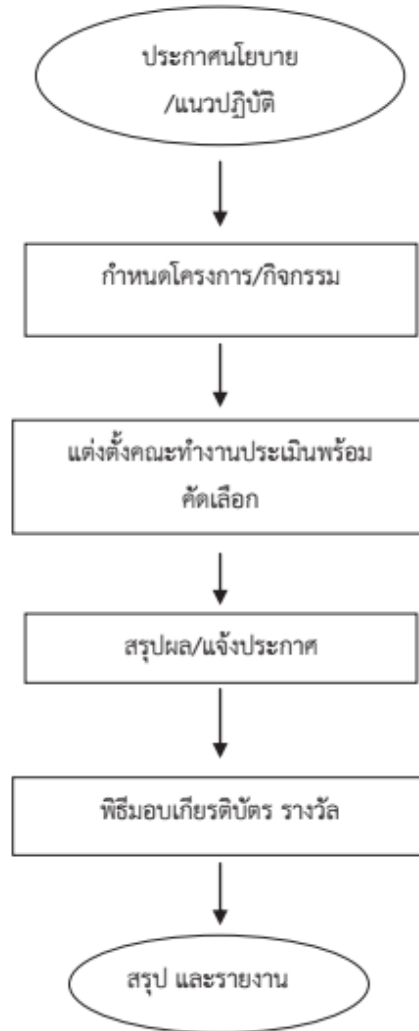 ประกาศนโยบาย
/แนวปฏิบัติ
กำหนดโครงการ/กิจกรรม
แต่งตั้งคณะทำงานประเมินพร้อม
คัดเลือก
สรุปผล/แจ้งประกาศ
พิธีมอบเกียรติบัตร รางวัล
สรุป และรายงาน